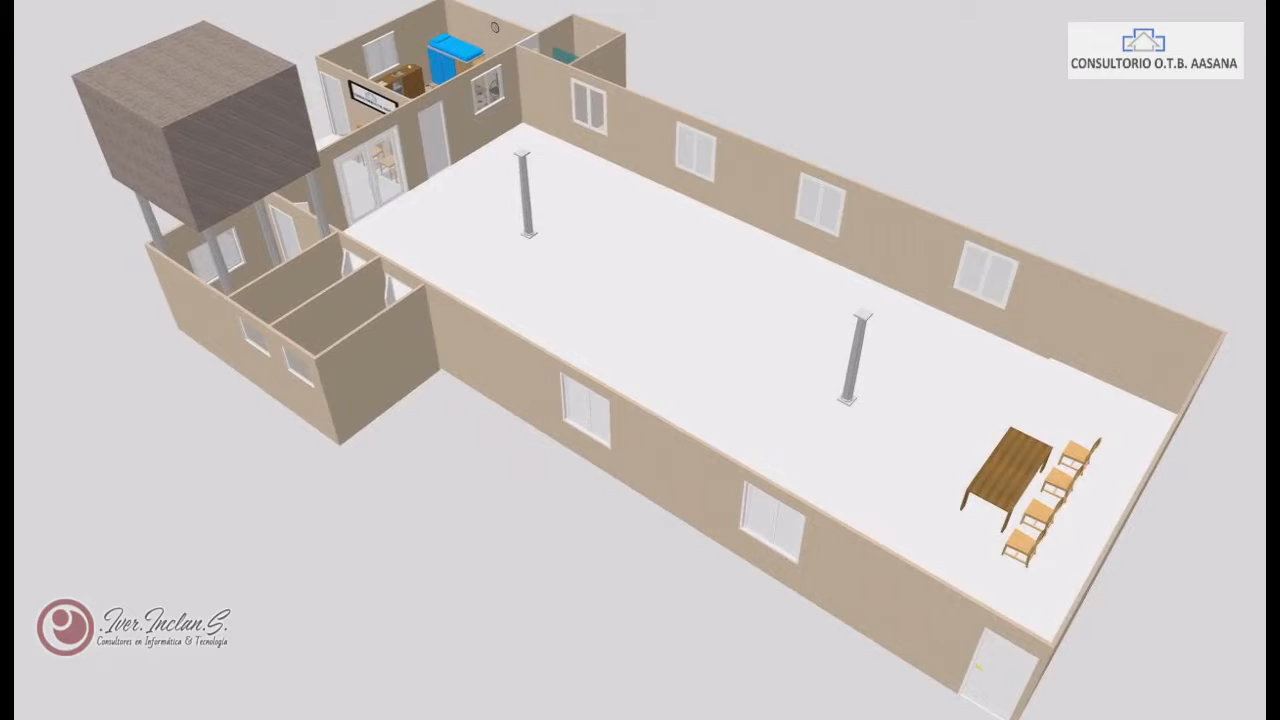 CONSULTORIO O.T.B. AASANA
.Iver.Inclan.S.
Consultores en Informática & Tecnología